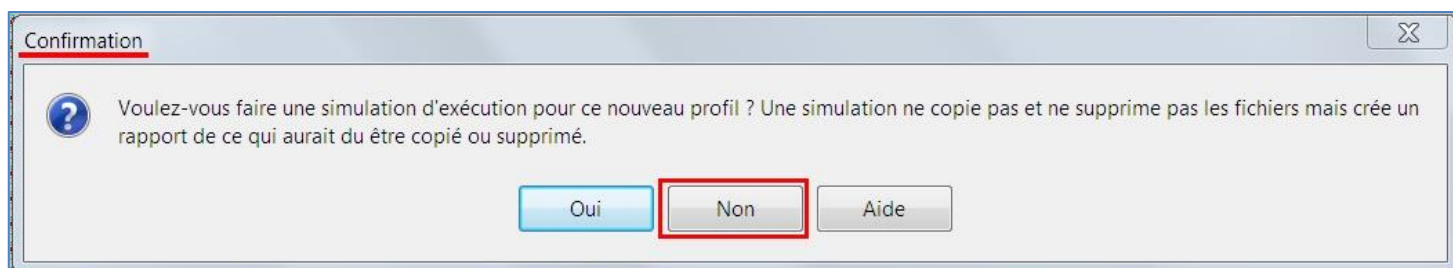 Confirmation
Voulez-vous faire une simulation d'exécution pour ce nouveau profil ? Une simulation ne copie pas et ne supprime pas les fichiers mais crée un
rapport de ce qui aurait du être copié ou supprimé.
Oui Non Aide